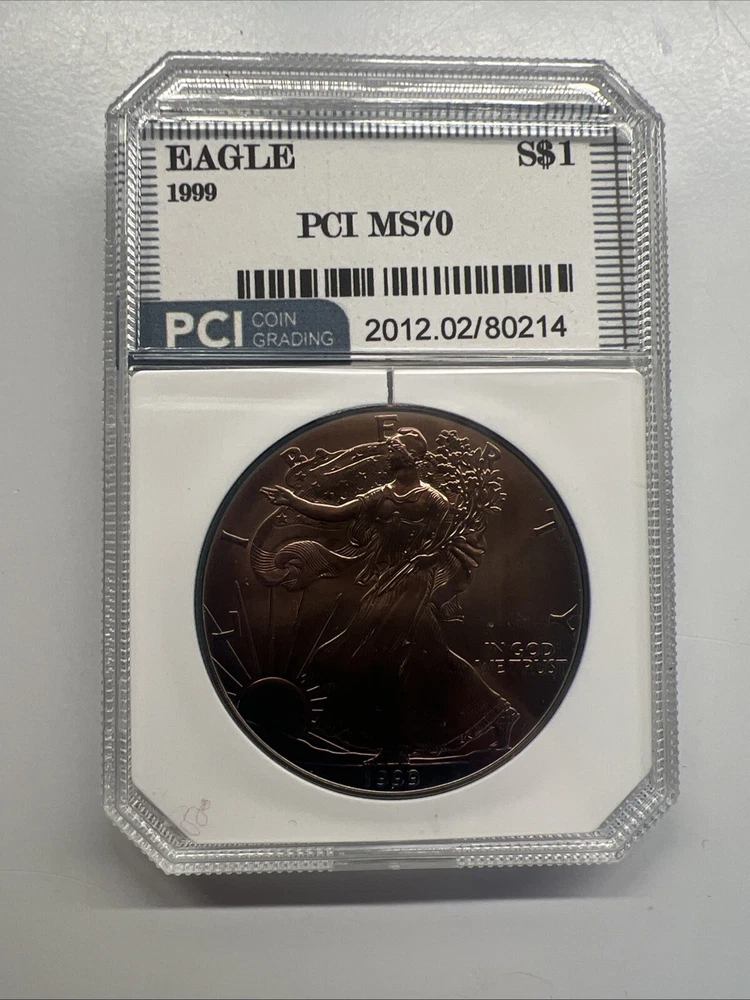 EAGLE S$1
1999
PCI MS70
PCI COIN GRADING 2012.02/80214
LIBERTY
IN GOD
WE TRUST
1999